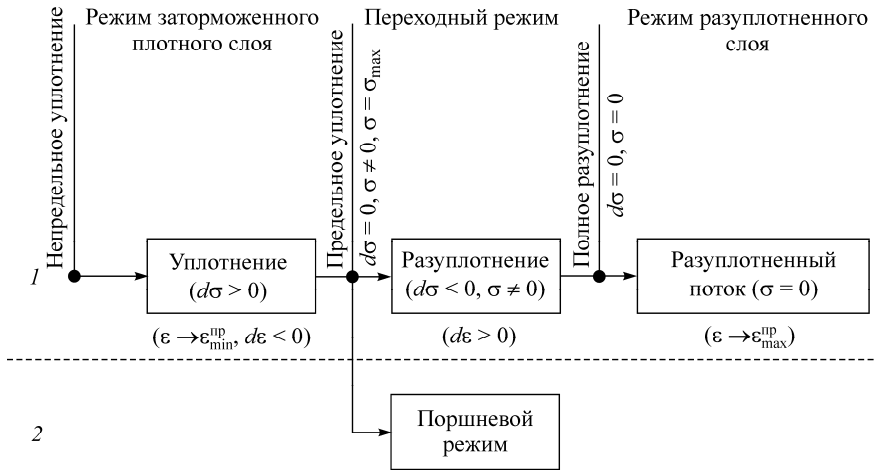 Режим заторможенного
плотного слоя
Переходный режим
Режим разуплотненного
слоя
Непредельное уплотнение
Предельное уплотнение
dσ = 0, σ ≠ 0, σ = σmax
Полное разуплотнение
dσ = 0, σ = 0
1
Уплотнение
(dσ > 0)
Разуплотнение
(dσ < 0, σ ≠ 0)
Разуплотненный
поток (σ = 0)
(ε →ε^пр_min, dε < 0)
(dε > 0)
(ε →ε^пр_max)
2
Поршневой
режим